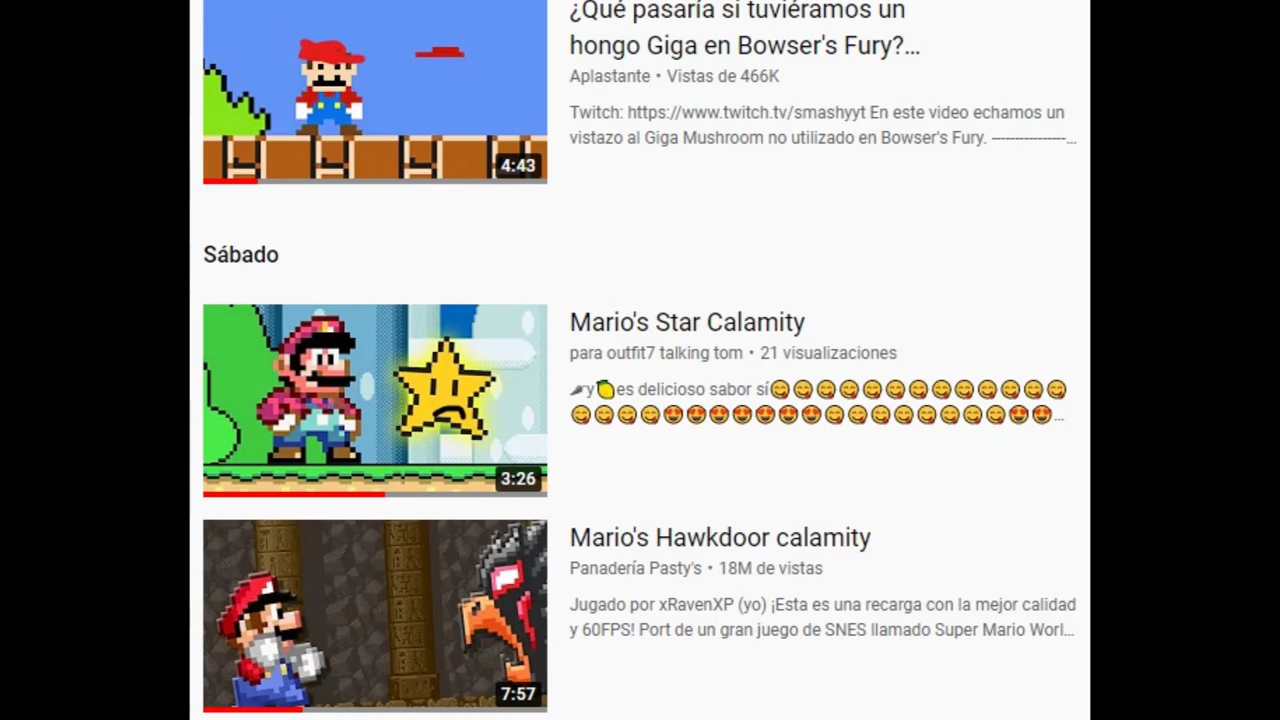 ¿Qué pasaría si tuviéramos un
hongo Giga en Bowser's Fury?...
Aplastante • Vistas de 466K
Twitch: https://www.twitch.tv/smashyyt En este video echamos un
vistazo al Giga Mushroom no utilizado en Bowser's Fury. ----------------...
4:43
Sábado
Mario's Star Calamity
para outfit7 talking tom • 21 visualizaciones
🌶y🍋es delicioso sabor sí😋😋😋😋😋😋😋😋😋😋😋😋😋
😋😋😋😋😍😍😍😍😍😍😍😋😋😋😋😋😋😋😋😍😍...
3:26
Mario's Hawkdoor calamity
Panadería Pasty's • 18M de vistas
Jugado por xRavenXP (yo) ¡Esta es una recarga con la mejor calidad
y 60FPS! Port de un gran juego de SNES llamado Super Mario Worl...
7:57